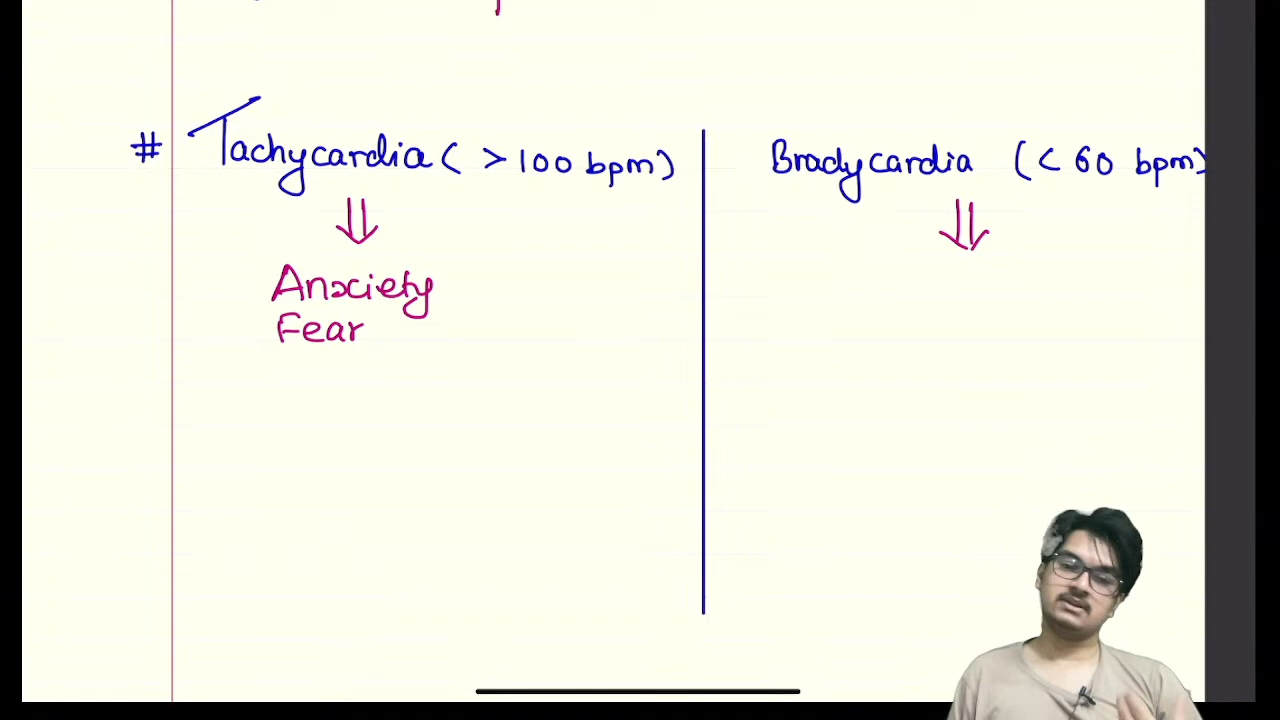 # Tachycardia ( > 100 bpm)
Anxiety
Fear
Bradycardia (< 60 bpm)